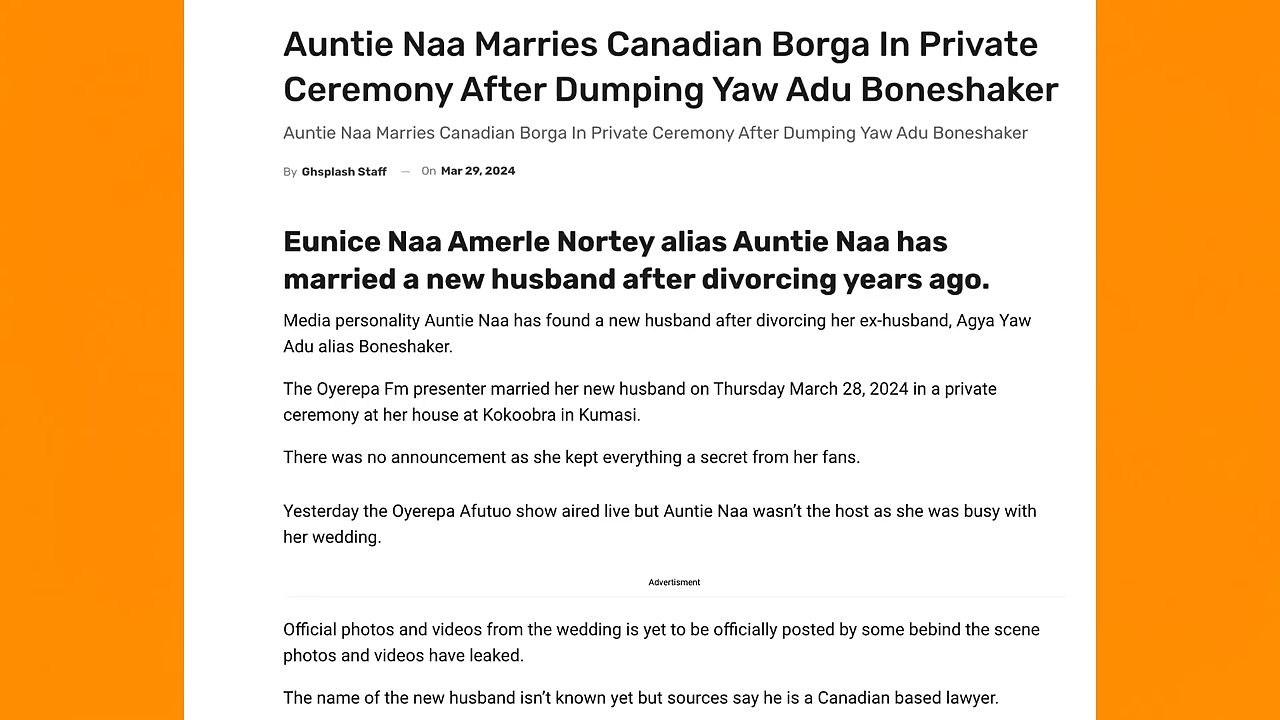 Auntie Naa Marries Canadian Borga In Private
Ceremony After Dumping Yaw Adu Boneshaker
Auntie Naa Marries Canadian Borga In Private Ceremony After Dumping Yaw Adu Boneshaker
By Ghsplash Staff — On Mar 29, 2024
Eunice Naa Amerle Nortey alias Auntie Naa has
married a new husband after divorcing years ago.
Media personality Auntie Naa has found a new husband after divorcing her ex-husband, Agya Yaw
Adu alias Boneshaker.
The Oyerepa Fm presenter married her new husband on Thursday March 28, 2024 in a private
ceremony at her house at Kokoobra in Kumasi.
There was no announcement as she kept everything a secret from her fans.
Yesterday the Oyerepa Afutuo show aired live but Auntie Naa wasn’t the host as she was busy with
her wedding.
Advertisment
Official photos and videos from the wedding is yet to be officially posted by some bebind the scene
photos and videos have leaked.
The name of the new husband isn’t known yet but sources say he is a Canadian based lawyer.